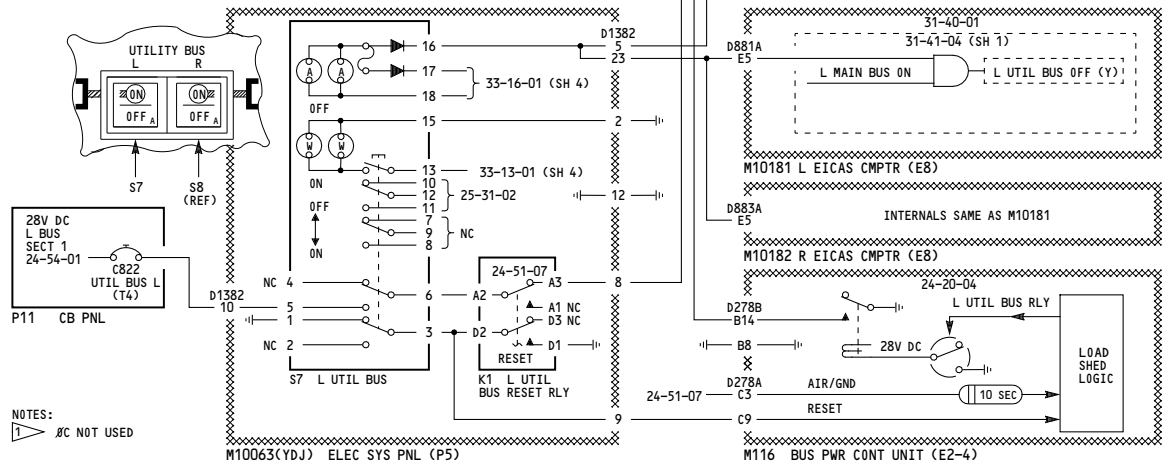 UTILITY BUS
L R
ON ON
OFF A OFF A
S7 S8
(REF)
28V DC
L BUS
SECT 1
24-54-01
C822
UTIL BUS L
(T4)
P11 CB PNL
D1382
10
NOTES:
1 ØC NOT USED
A A
OFF
W W
ON
OFF
ON
16
17
18
33-16-01 (SH 4)
15
13 33-13-01 (SH 4)
10
12
11
25-31-02
7
9
8
NC
NC 4
5
1
NC 2
6
3
S7 L UTIL BUS
24-51-07
A2
A3
A1 NC
D3 NC
D2
D1
RESET
K1 L UTIL
BUS RESET RLY
D1382
5
23
2
12
8
9
M10063(YDJ) ELEC SYS PNL (P5)
31-40-01
31-41-04 (SH 1)
D881A
E5
L MAIN BUS ON
L UTIL BUS OFF (Y)
M10181 L EICAS CMPTR (E8)
D883A
E5
INTERNALS SAME AS M10181
M10182 R EICAS CMPTR (E8)
24-20-04
D278B
B14
L UTIL BUS RLY
B8
28V DC
LOAD
SHED
LOGIC
D278A
24-51-07 C3
AIR/GND
10 SEC
C9
RESET
M116 BUS PWR CONT UNIT (E2-4)